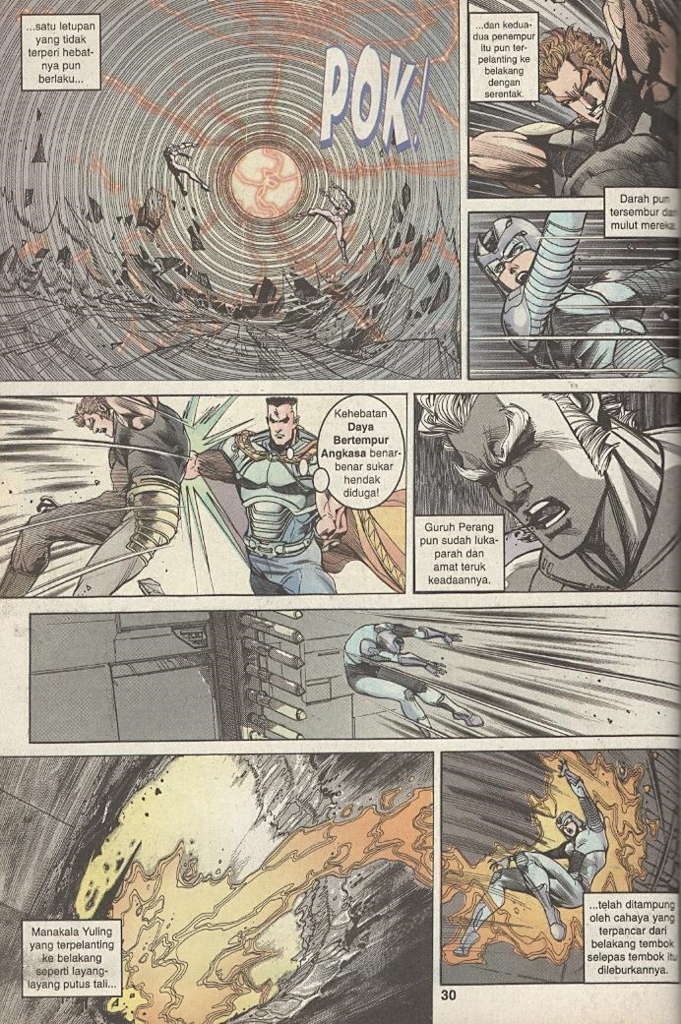 ...satu letupan
yang tidak
terperi hebat-
nya pun
berlaku...
POK!
...dan kedua-
dua penempur
itu pun ter-
pelanting ke
belakang
dengan
serentak.
Darah pun
tersembur dari
mulut mereka.
Kehebatan
Daya
Bertempur
Angkasa benar-
benar sukar
hendak
diduga!
Guruh Perang
pun sudah luka-
parah dan
amat teruk
keadaannya.
Manakala Yuling
yang terpelanting
ke belakang
seperti layang-
layang putus tali...
...telah ditampung
oleh cahaya yang
terpancar dari
belakang tembok
selepas tembok itu
dileburkannya.
30